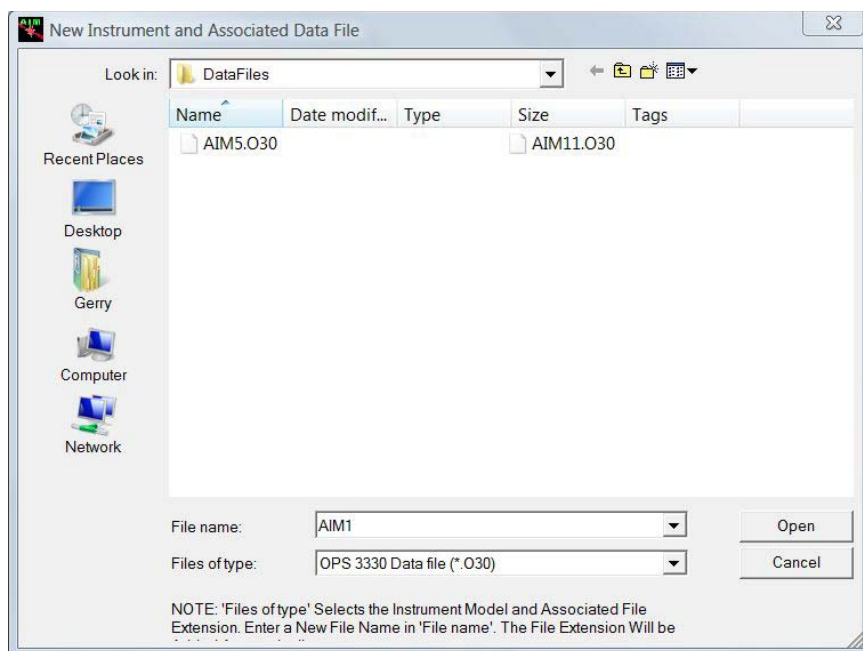 AIM
New Instrument and Associated Data File
Look in: DataFiles
Name Date modif... Type Size Tags
AIM5.O30 AIM11.O30
Recent Places
Desktop
Gerry
Computer
Network
File name: AIM1 Open
Files of type: OPS 3330 Data file (*.O30) Cancel
NOTE: 'Files of type' Selects the Instrument Model and Associated File
Extension. Enter a New File Name in 'File name'. The File Extension Will be